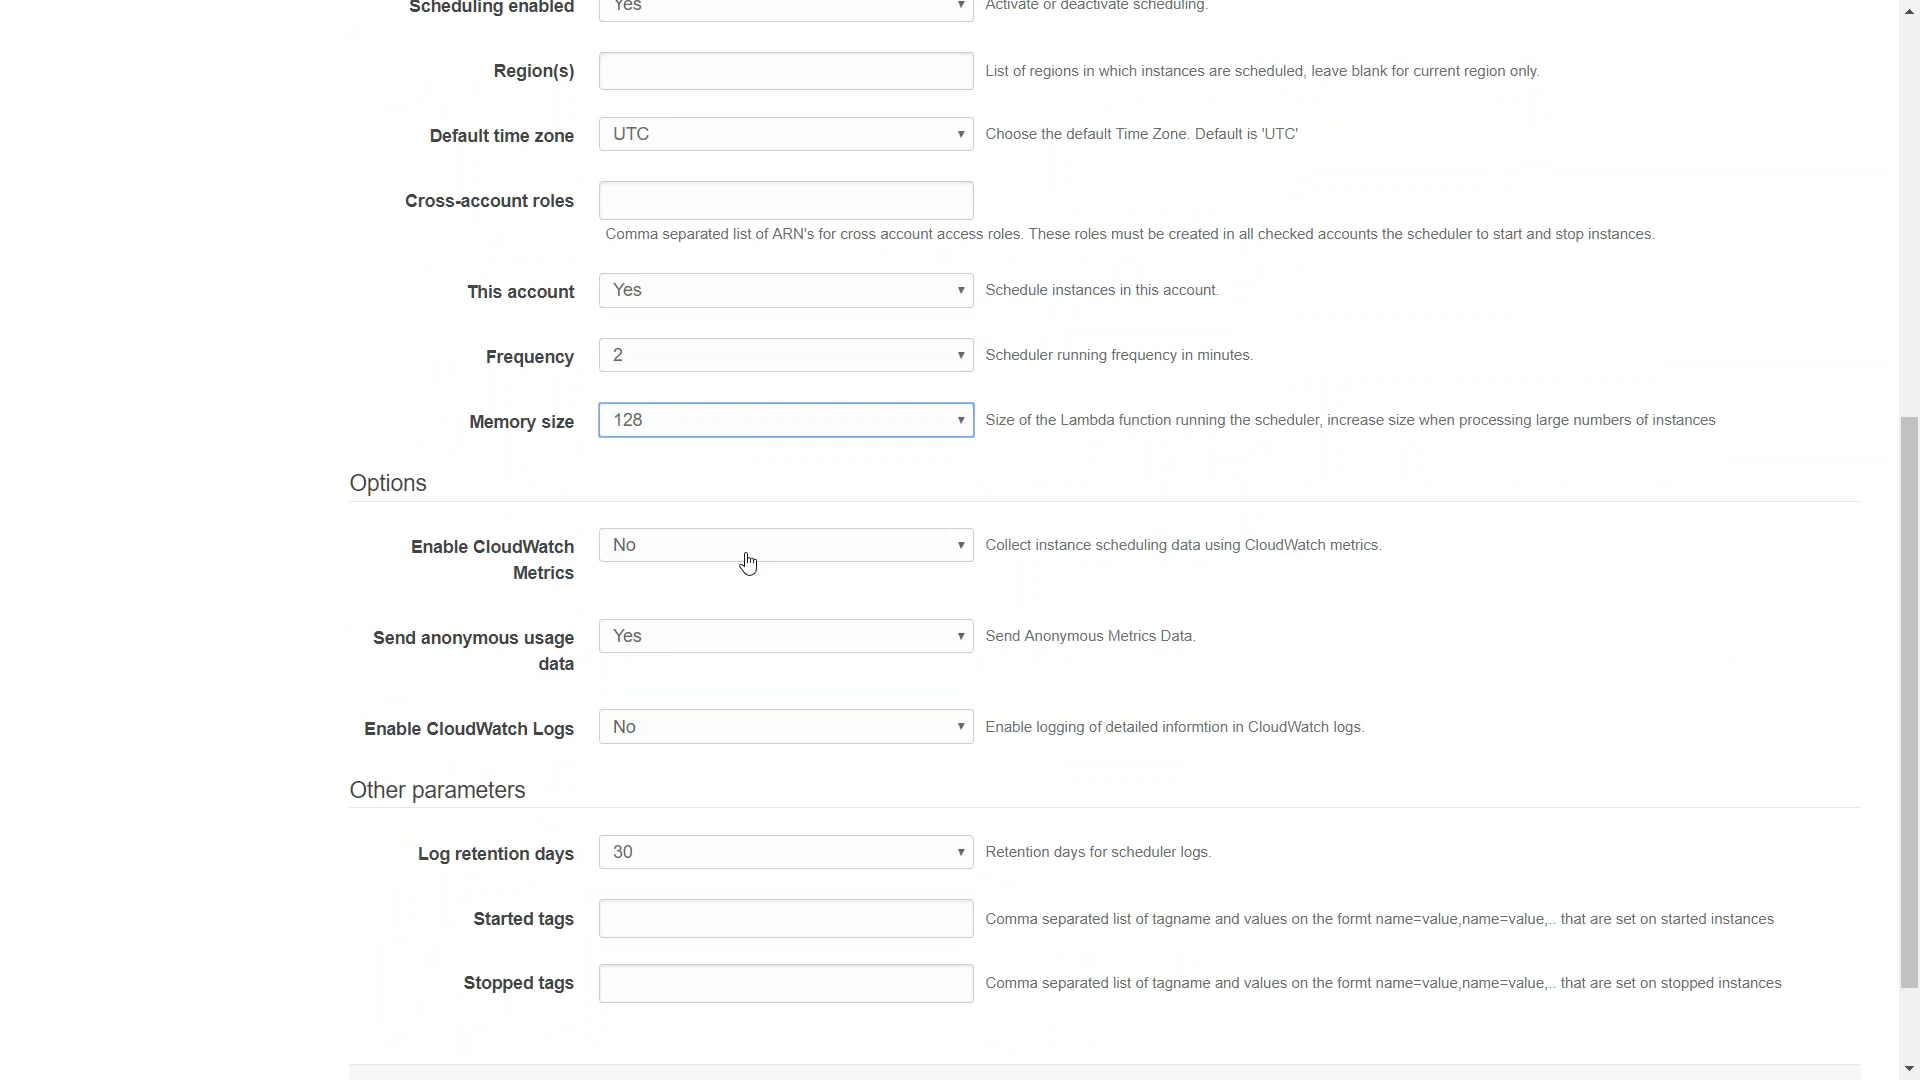 Scheduling enabled Yes Activate or deactivate scheduling.
Region(s) List of regions in which instances are scheduled, leave blank for current region only.
Default time zone UTC Choose the default Time Zone. Default is 'UTC'
Cross-account roles
Comma separated list of ARN's for cross account access roles. These roles must be created in all checked accounts the scheduler to start and stop instances.
This account Yes Schedule instances in this account.
Frequency 2 Scheduler running frequency in minutes.
Memory size 128 Size of the Lambda function running the scheduler, increase size when processing large numbers of instances
Options
Enable CloudWatch No Collect instance scheduling data using CloudWatch metrics.
Metrics
Send anonymous usage Yes Send Anonymous Metrics Data.
data
Enable CloudWatch Logs No Enable logging of detailed informtion in CloudWatch logs.
Other parameters
Log retention days 30 Retention days for scheduler logs.
Started tags Comma separated list of tagname and values on the formt name=value,name=value,.. that are set on started instances
Stopped tags Comma separated list of tagname and values on the formt name=value,name=value,.. that are set on stopped instances